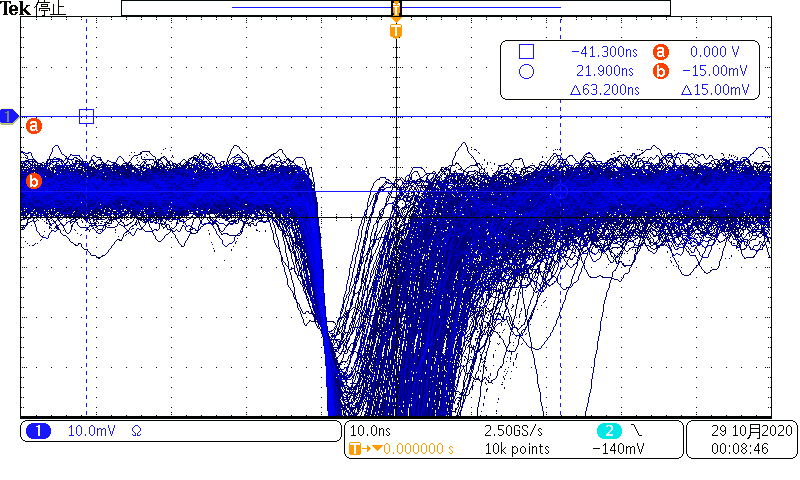 Tek 停止
T
T
−41.300ns a 0.000 V
21.900ns b −15.00mV
Δ63.200ns Δ15.00mV
1
a
b
1 10.0mV Ω
10.0ns 2.50GS/s 2 −140mV
T→▼0.000000 s 10k points
29 10月2020
00:08:46